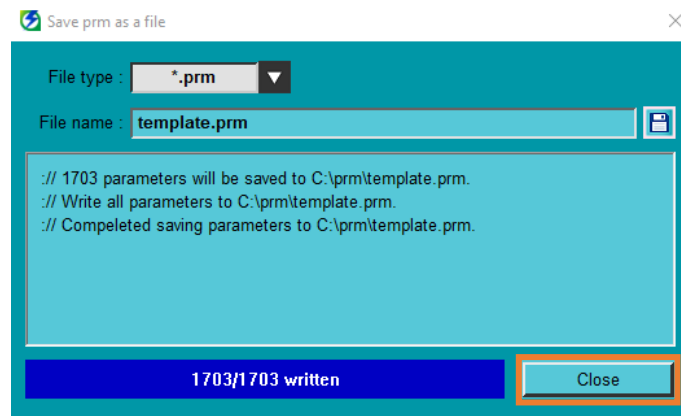 Save prm as a file
File type : *.prm
File name : template.prm
:// 1703 parameters will be saved to C:\prm\template.prm.
:// Write all parameters to C:\prm\template.prm.
:// Compeleted saving parameters to C:\prm\template.prm.
1703/1703 written
Close